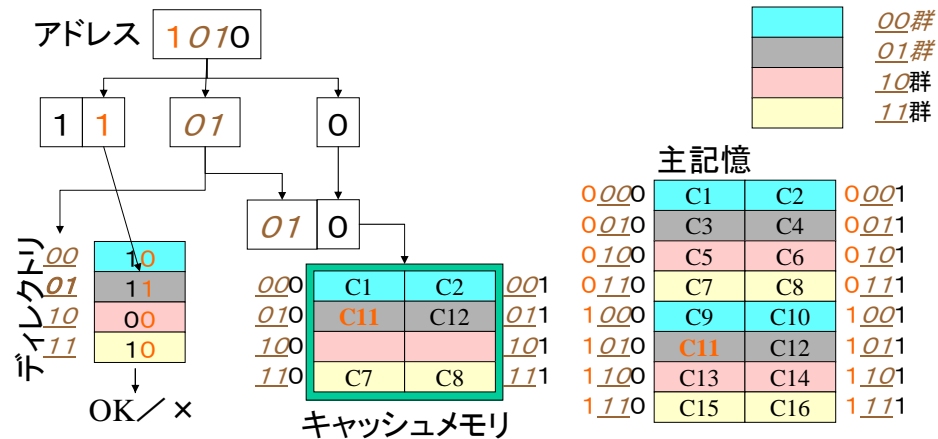 アドレス 1010
1 1 01 0
01 0
ディレクトリ
00 10
01 11
10 00
11 10
OK／×
000 C1 C2 001
010 C11 C12 011
100 101
110 C7 C8 111
キャッシュメモリ
00群
01群
10群
11群
主記憶
0000 C1 C2 0001
0010 C3 C4 0011
0100 C5 C6 0101
0110 C7 C8 0111
1000 C9 C10 1001
1010 C11 C12 1011
1100 C13 C14 1101
1110 C15 C16 1111